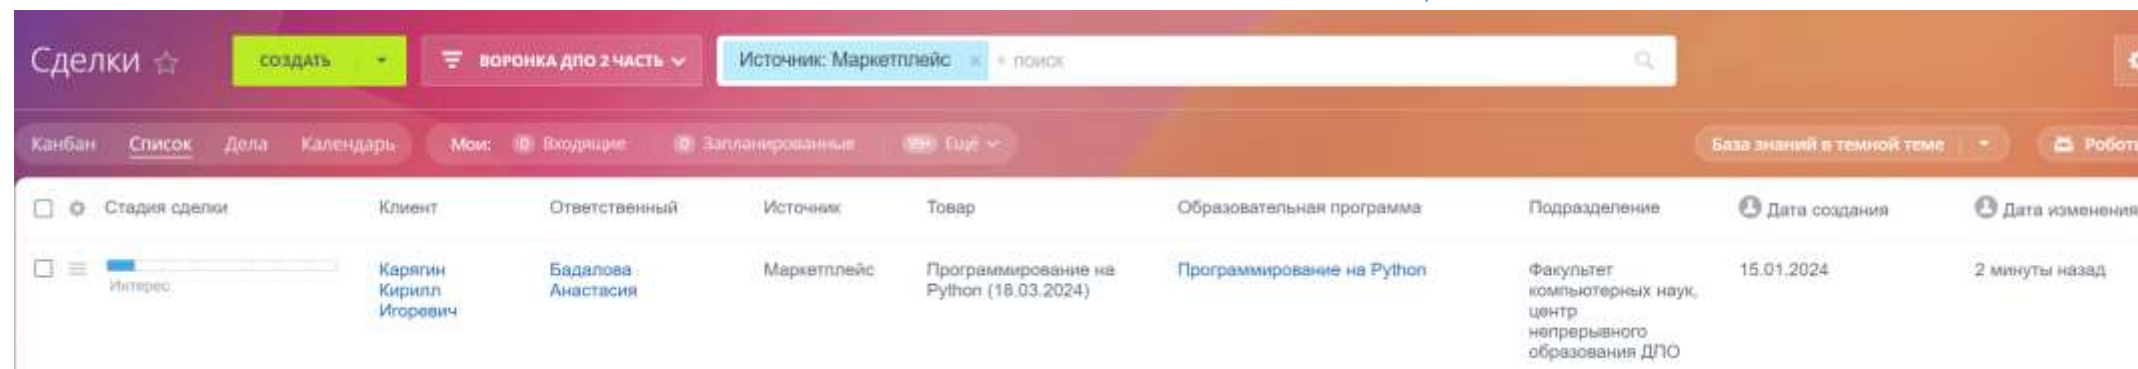 Сделки
СОЗДАТЬ
ВОРОНКА ДПО 2 ЧАСТЬ
Источник: Маркетплейс × + поиск
Канбан Список Дела Календарь
Мои: 0 Входящие 0 Запланированные 99+ Ещё
База знаний в темной теме
Роботы
Стадия сделки Клиент Ответственный Источник Товар Образовательная программа Подразделение Дата создания Дата изменения
Интерес
Карягин
Кирилл
Игоревич
Бадалова
Анастасия
Маркетплейс
Программирование на
Python (18.03.2024)
Программирование на Python
Факультет
компьютерных наук,
центр
непрерывного
образования ДПО
15.01.2024
2 минуты назад